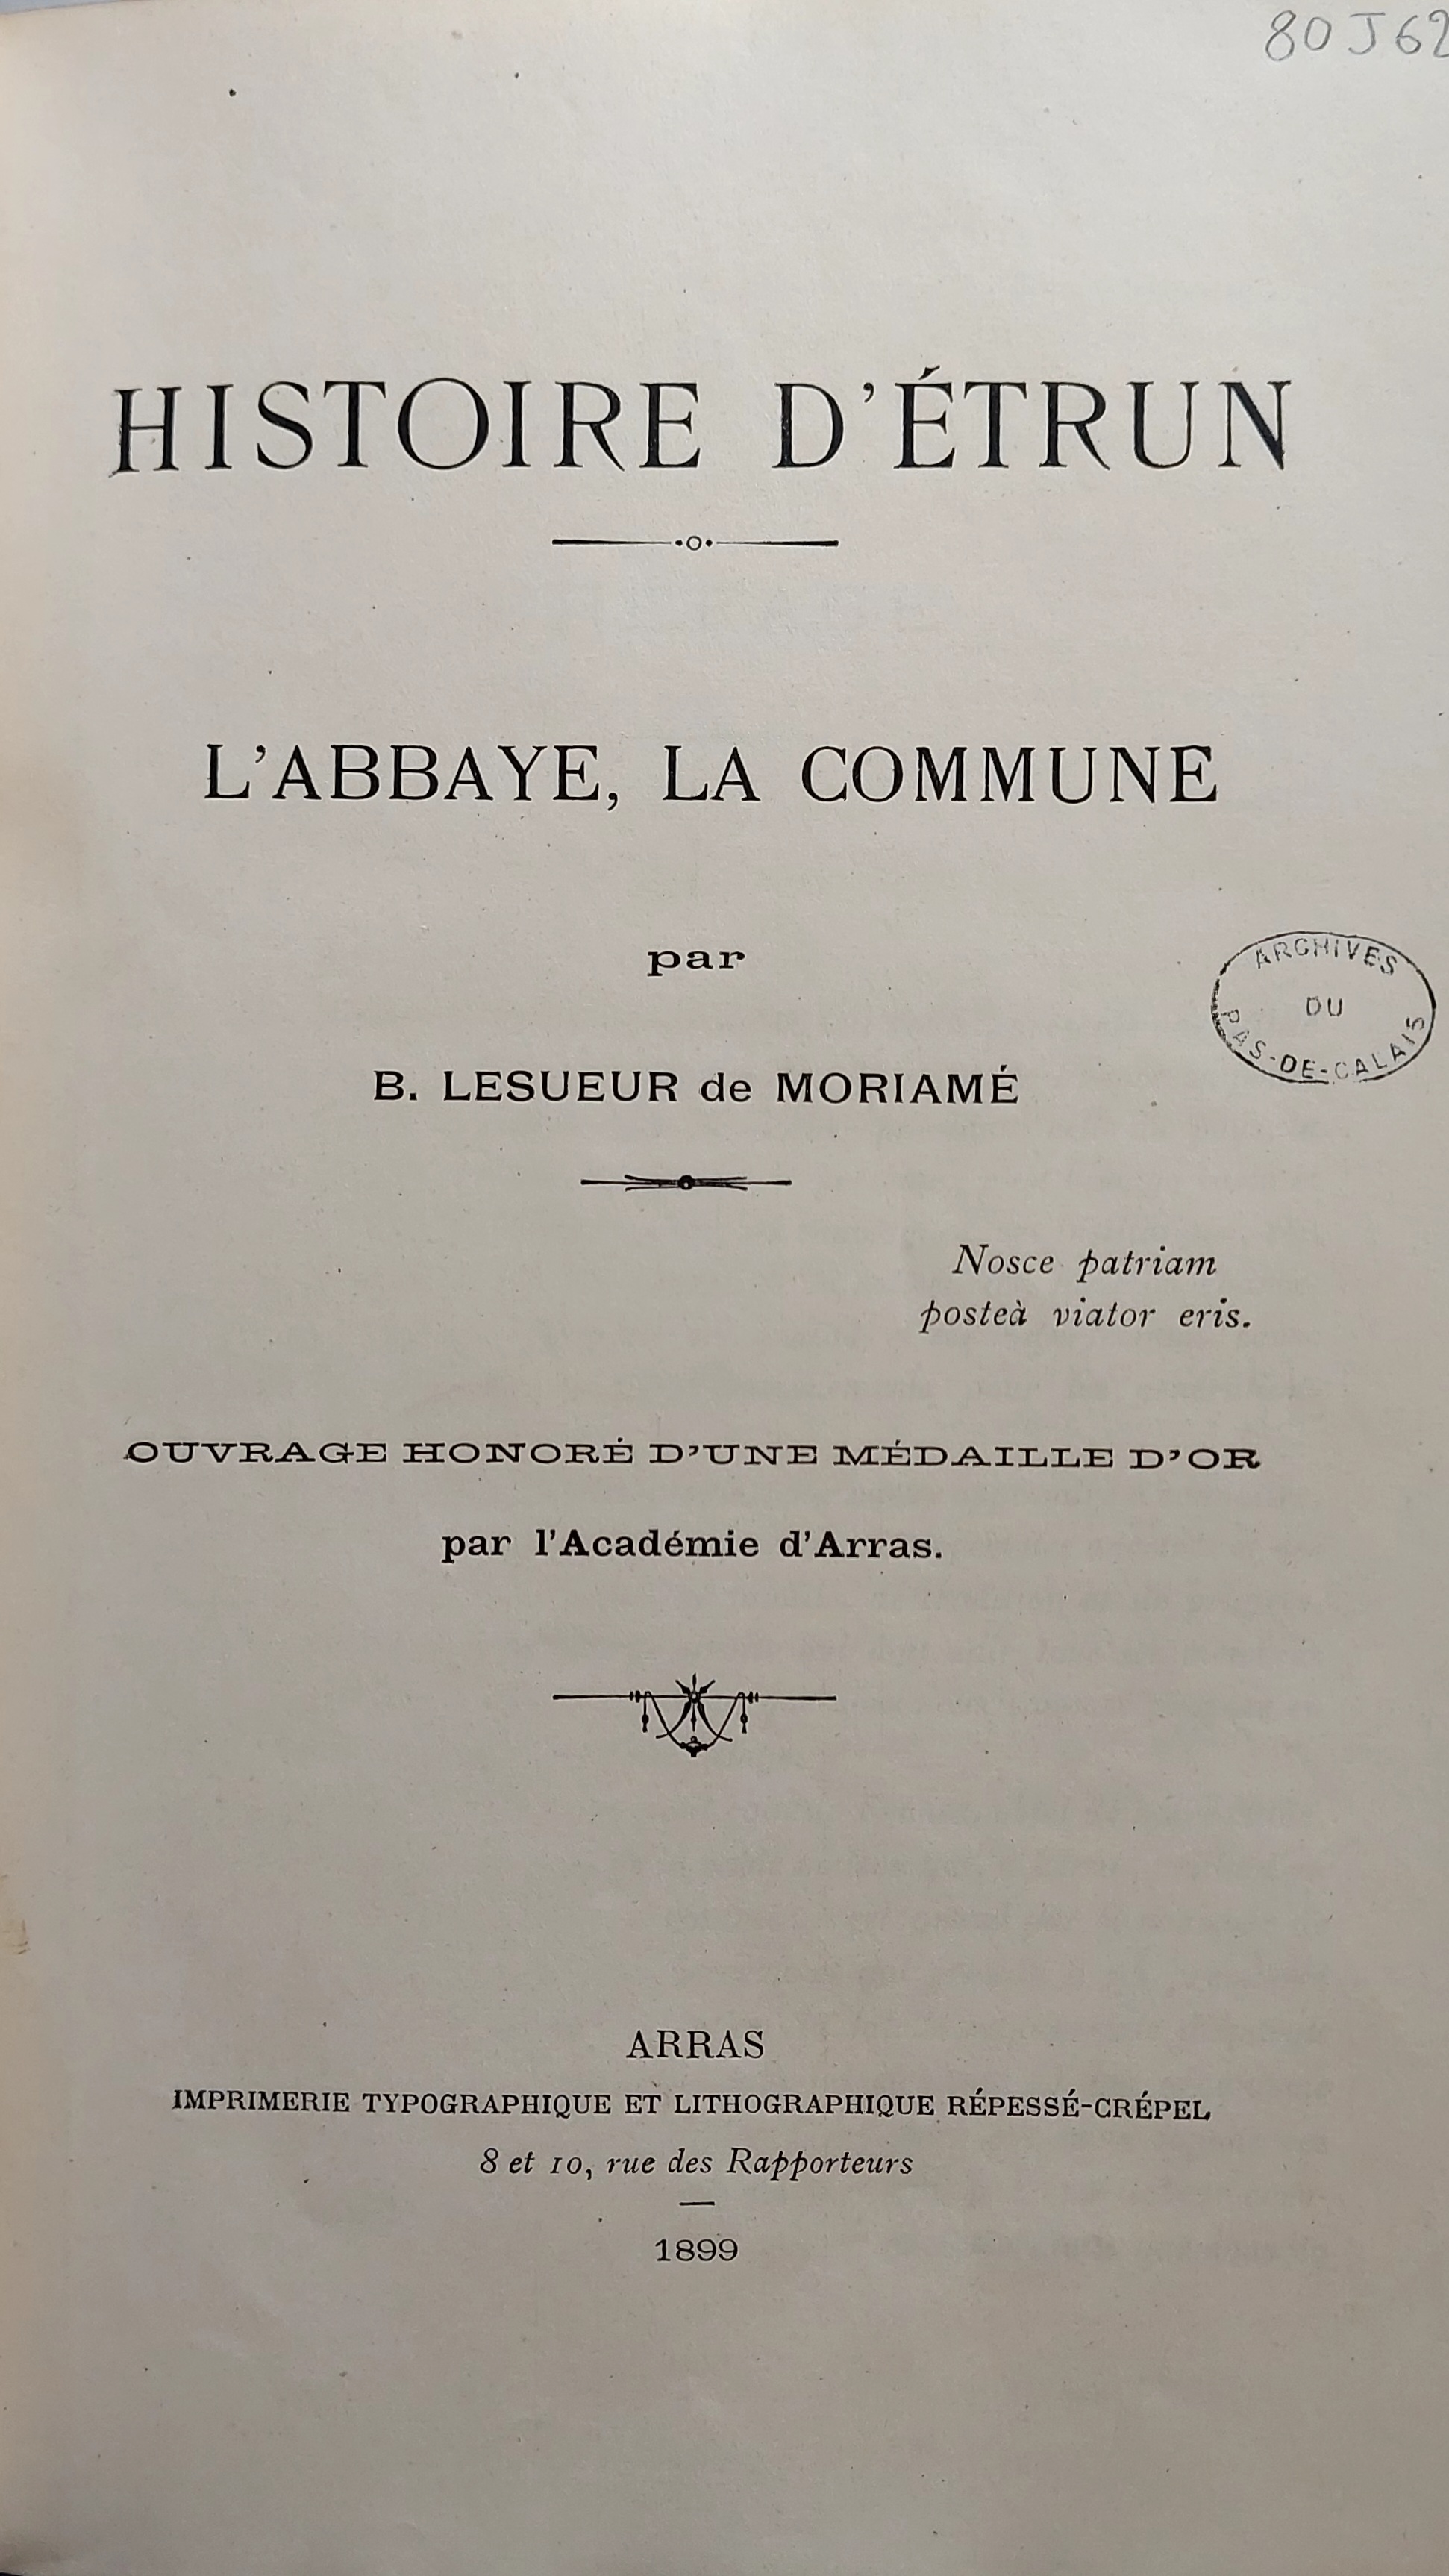 80 J 62
HISTOIRE D'ÉTRUN
L'ABBAYE, LA COMMUNE
par
B. LESUEUR de MORIAMÉ
ARCHIVES
DU
PAS-DE-CALAIS
Nosce patriam
posteà viator eris.
OUVRAGE HONORÉ D'UNE MÉDAILLE D'OR
par l'Académie d'Arras.
ARRAS
IMPRIMERIE TYPOGRAPHIQUE ET LITHOGRAPHIQUE RÉPESSÉ-CRÉPEL
8 et 10, rue des Rapporteurs
1899